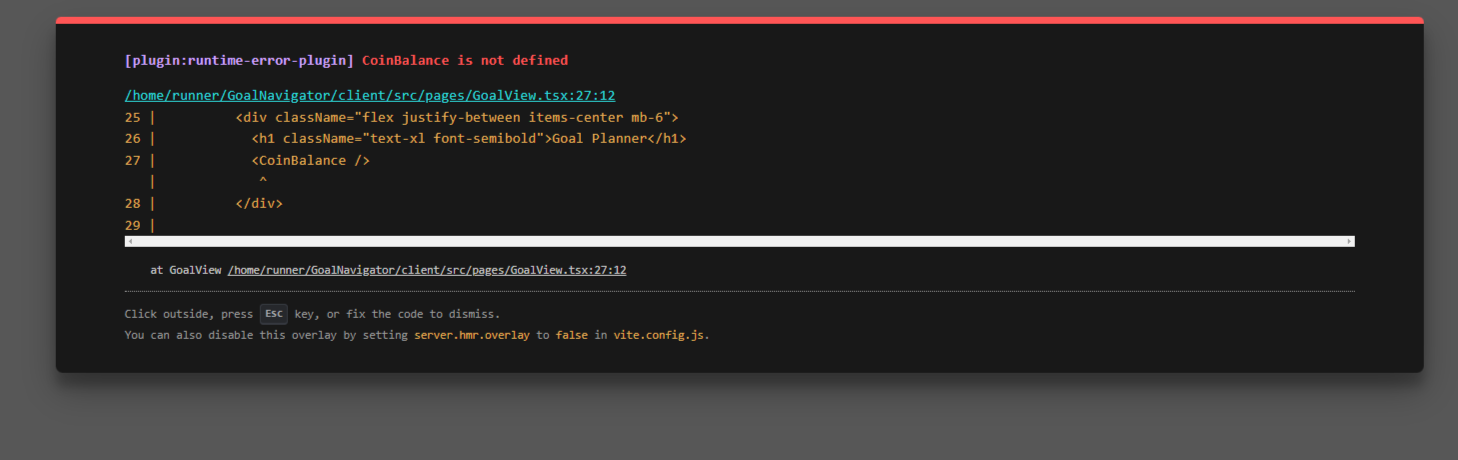 [plugin:runtime-error-plugin] CoinBalance is not defined
/home/runner/GoalNavigator/client/src/pages/GoalView.tsx:27:12
25 |          <div className="flex justify-between items-center mb-6">
26 |            <h1 className="text-xl font-semibold">Goal Planner</h1>
27 |            <CoinBalance />
   |             ^
28 |          </div>
29 |
at GoalView /home/runner/GoalNavigator/client/src/pages/GoalView.tsx:27:12
Click outside, press Esc key, or fix the code to dismiss.
You can also disable this overlay by setting server.hmr.overlay to false in vite.config.js.